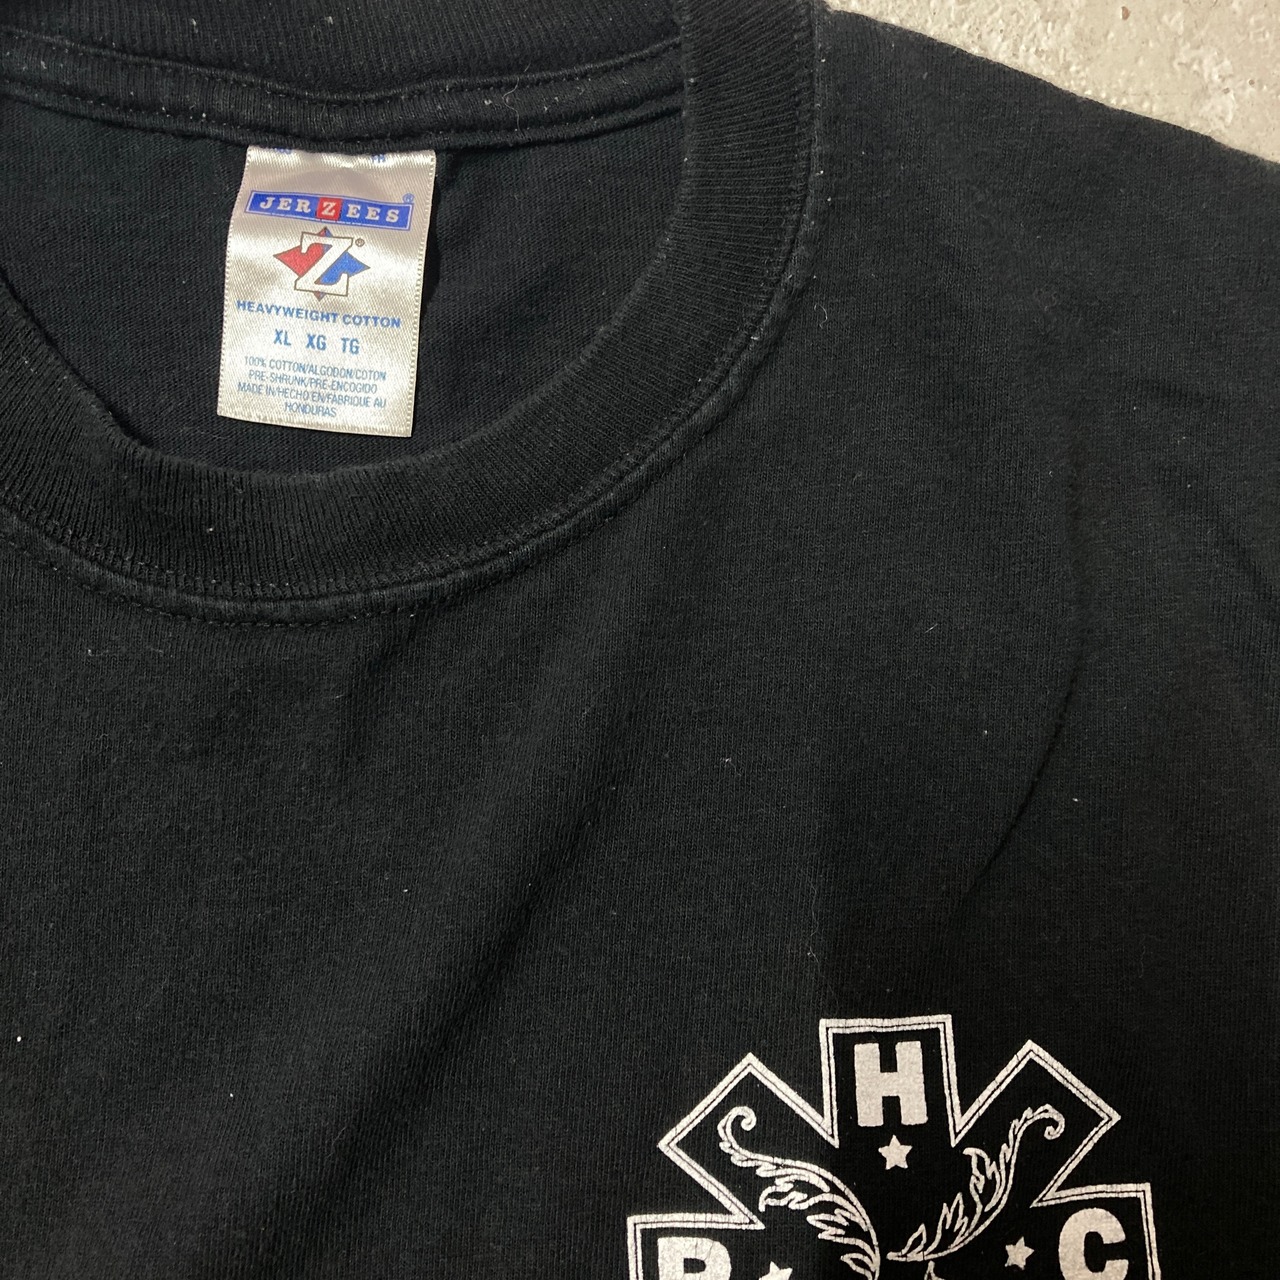 JERZEES®
Z®
HEAVYWEIGHT COTTON
XL XG TG
100% COTTON/ALGODON/COTON
PRE-SHRUNK/PRE-ENCOGIDO
MADE IN/HECHO EN/FABRIQUE AU
HONDURAS
H
C